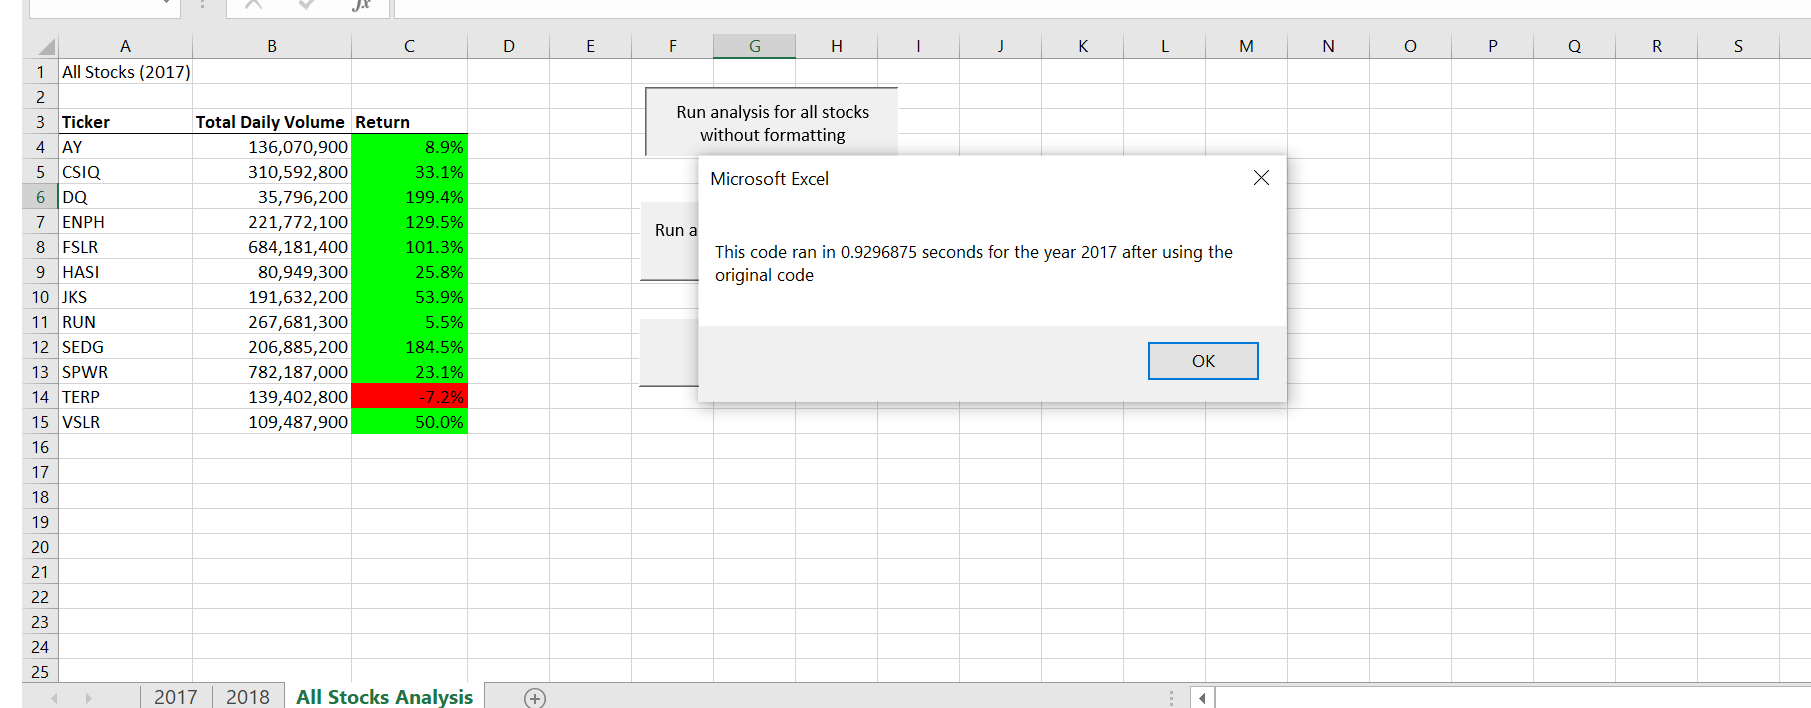 fx
A B C D E F G H I J K L M N O P Q R S
1 All Stocks (2017)
2
3 Ticker Total Daily Volume Return
4 AY 136,070,900 8.9%
5 CSIQ 310,592,800 33.1%
6 DQ 35,796,200 199.4%
7 ENPH 221,772,100 129.5%
8 FSLR 684,181,400 101.3%
9 HASI 80,949,300 25.8%
10 JKS 191,632,200 53.9%
11 RUN 267,681,300 5.5%
12 SEDG 206,885,200 184.5%
13 SPWR 782,187,000 23.1%
14 TERP 139,402,800 -7.2%
15 VSLR 109,487,900 50.0%
16
17
18
19
20
21
22
23
24
25
Run analysis for all stocks
without formatting
Run a
Microsoft Excel
This code ran in 0.9296875 seconds for the year 2017 after using the
original code
OK
2017 2018 All Stocks Analysis